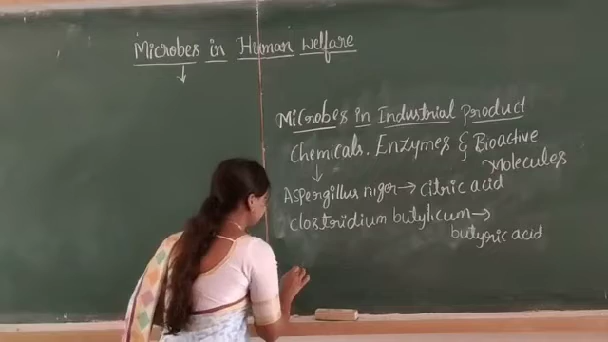 Microbes in Human Welfare
↓
Microbes in Industrial Product
Chemicals. Enzymes & Bioactive
Molecules
↓
Aspergillus niger → citric acid
clostridium butylicum →
butyric acid